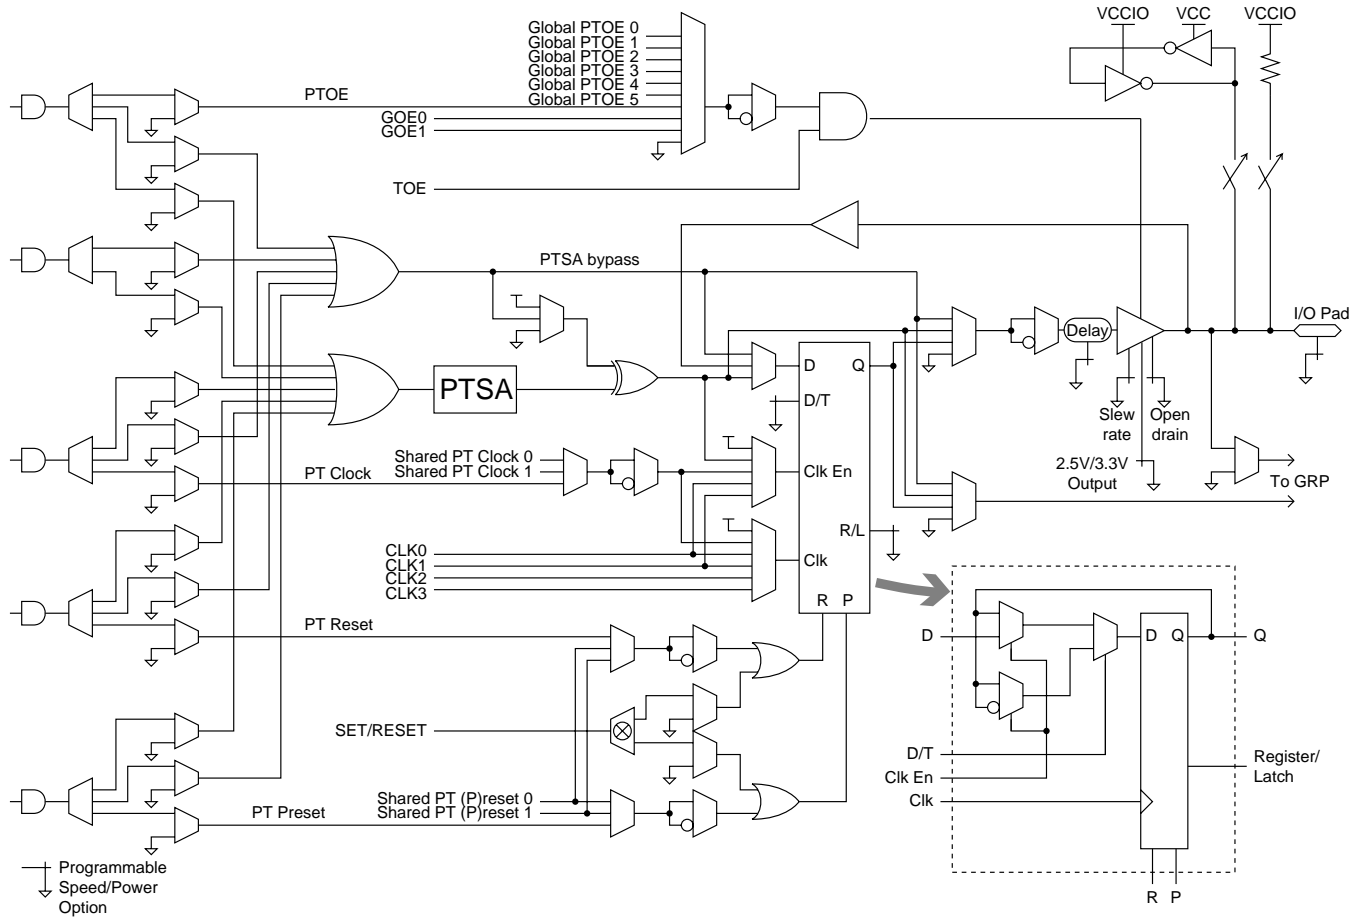 VCCIO
VCC
VCCIO
Global PTOE 0
Global PTOE 1
Global PTOE 2
Global PTOE 3
Global PTOE 4
Global PTOE 5
PTOE
GOE0
GOE1
TOE
PTSA bypass
I/O Pad
Delay
PTSA
D
Q
D/T
Slew
rate
Open
drain
Shared PT Clock 0
Shared PT Clock 1
PT Clock
Clk En
2.5V/3.3V
Output
To GRP
R/L
CLK0
CLK1
CLK2
CLK3
Clk
R
P
PT Reset
D
D
Q
Q
SET/RESET
D/T
Clk En
Clk
Register/
Latch
Shared PT (P)reset 0
Shared PT (P)reset 1
PT Preset
Programmable
Speed/Power
Option
R
P